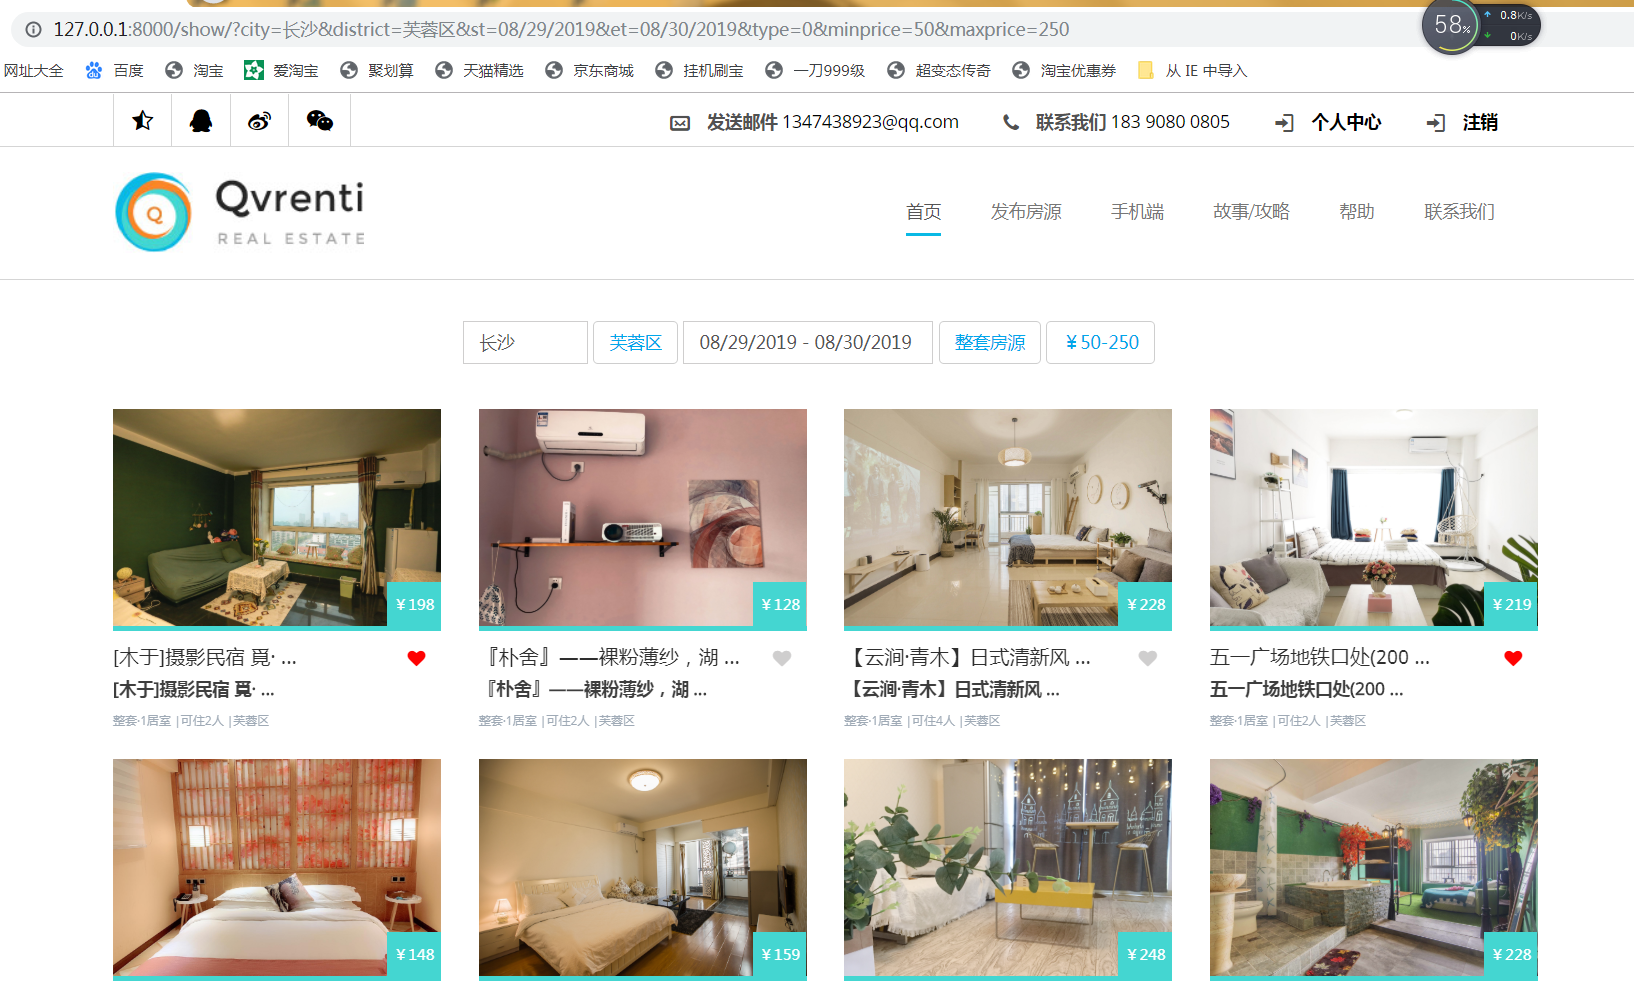 127.0.0.1:8000/show/?city=长沙&district=芙蓉区&st=08/29/2019&et=08/30/2019&type=0&minprice=50&maxprice=250
58%
0.8K/s
0K/s
网址大全 百度 淘宝 爱淘宝 聚划算 天猫精选 京东商城 挂机刷宝 一刀999级 超变态传奇 淘宝优惠券 从 IE 中导入
发送邮件 1347438923@qq.com 联系我们 183 9080 0805 个人中心 注销
Q
Qvrenti
REAL ESTATE
首页 发布房源 手机端 故事/攻略 帮助 联系我们
长沙 芙蓉区 08/29/2019 - 08/30/2019 整套房源 ¥50-250
¥198 ¥128 ¥228 ¥219
[木于]摄影民宿 觅· ... 『朴舍』——裸粉薄纱，湖 ... 【云涧·青木】日式清新风 ... 五一广场地铁口处(200 ...
[木于]摄影民宿 觅· ... 『朴舍』——裸粉薄纱，湖 ... 【云涧·青木】日式清新风 ... 五一广场地铁口处(200 ...
整套·1居室 |可住2人 |芙蓉区 整套·1居室 |可住2人 |芙蓉区 整套·1居室 |可住4人 |芙蓉区 整套·1居室 |可住2人 |芙蓉区
¥148 ¥159 ¥248 ¥228